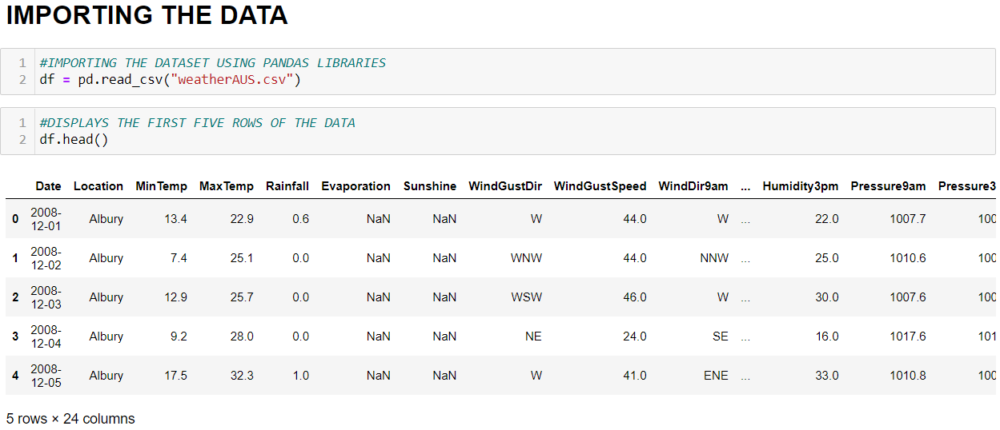 IMPORTING THE DATA
1 #IMPORTING THE DATASET USING PANDAS LIBRARIES
2 df = pd.read_csv("weatherAUS.csv")
1 #DISPLAYS THE FIRST FIVE ROWS OF THE DATA
2 df.head()
Date Location MinTemp MaxTemp Rainfall Evaporation Sunshine WindGustDir WindGustSpeed WindDir9am ... Humidity3pm Pressure9am Pressure3
0 2008-12-01 Albury 13.4 22.9 0.6 NaN NaN W 44.0 W ... 22.0 1007.7 100
1 2008-12-02 Albury 7.4 25.1 0.0 NaN NaN WNW 44.0 NNW ... 25.0 1010.6 100
2 2008-12-03 Albury 12.9 25.7 0.0 NaN NaN WSW 46.0 W ... 30.0 1007.6 100
3 2008-12-04 Albury 9.2 28.0 0.0 NaN NaN NE 24.0 SE ... 16.0 1017.6 101
4 2008-12-05 Albury 17.5 32.3 1.0 NaN NaN W 41.0 ENE ... 33.0 1010.8 100
5 rows × 24 columns